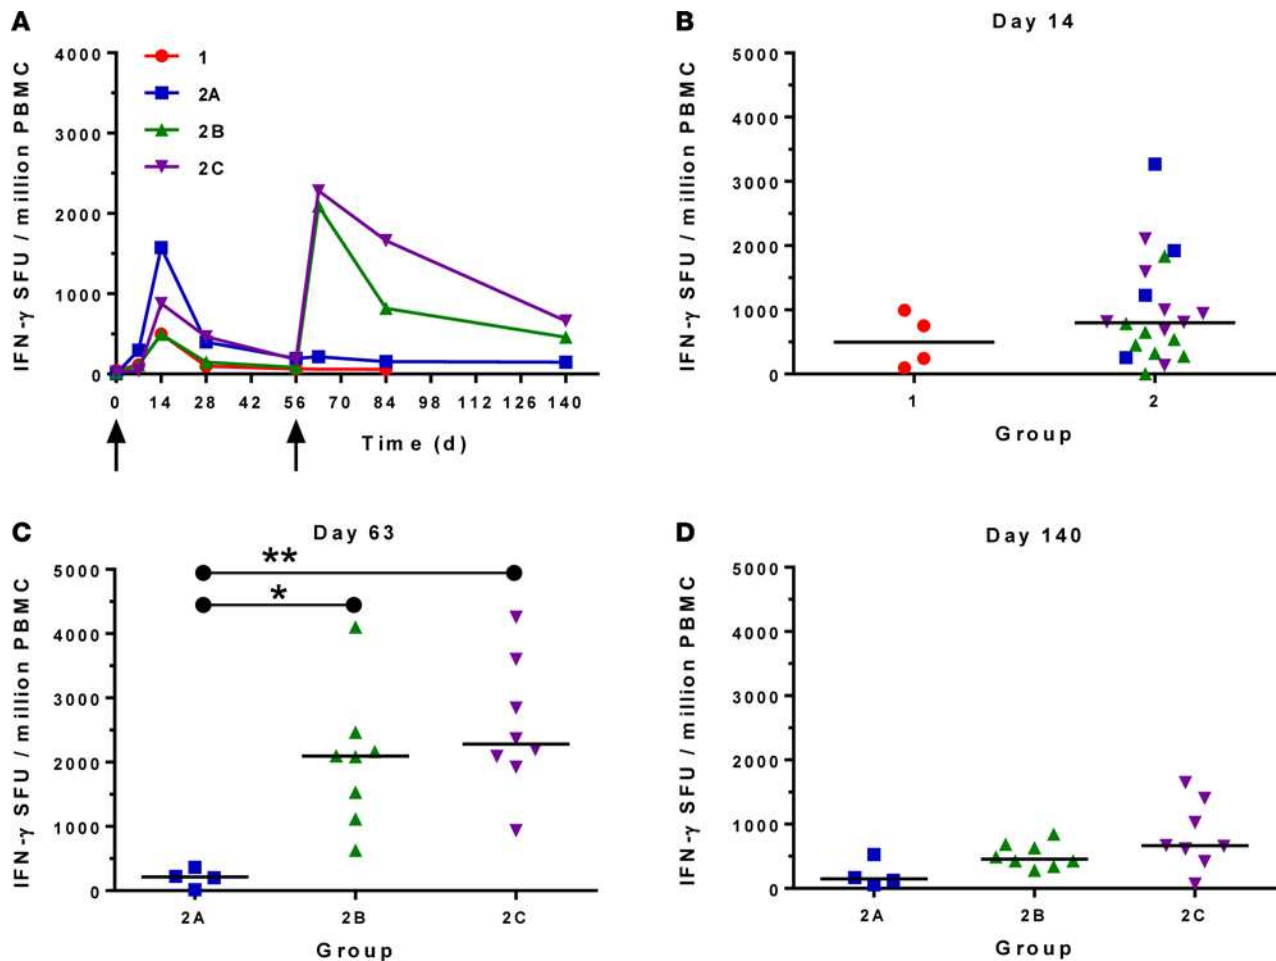 A
IFN-γ SFU / million PBMC
4000
3000
2000
1000
0
1
2A
2B
2C
0 14 28 42 56 70 84 98 112 126 140
Time (d)
B
Day 14
IFN-γ SFU / million PBMC
5000
4000
3000
2000
1000
0
1 2
Group
C
Day 63
IFN-γ SFU / million PBMC
5000
4000
3000
2000
1000
0
**
*
2A 2B 2C
Group
D
Day 140
IFN-γ SFU / million PBMC
5000
4000
3000
2000
1000
0
2A 2B 2C
Group